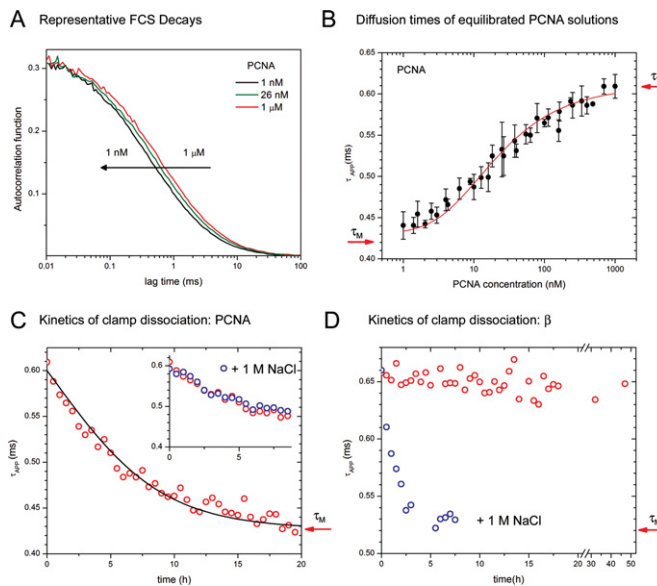 A Representative FCS Decays
PCNA
1 nM
26 nM
1 μM
1 nM 1 μM
Autocorrelation function
0.3
0.2
0.1
0.01 0.1 1 10 100
lag time (ms)
B Diffusion times of equilibrated PCNA solutions
PCNA
τ
τM
τAPP (ms)
0.65
0.60
0.55
0.50
0.45
0.40
1 10 100 1000
PCNA concentration (nM)
C Kinetics of clamp dissociation: PCNA
+ 1 M NaCl
0.6
0.5
0.4
0 5
τAPP (ms)
0.60
0.55
0.50
0.45
0.40
0 5 10 15 20
time (h)
τM
D Kinetics of clamp dissociation: β
+ 1 M NaCl
τAPP (ms)
0.65
0.60
0.55
0.50
0 5 10 15 20 30 40 50
time(h)
τ